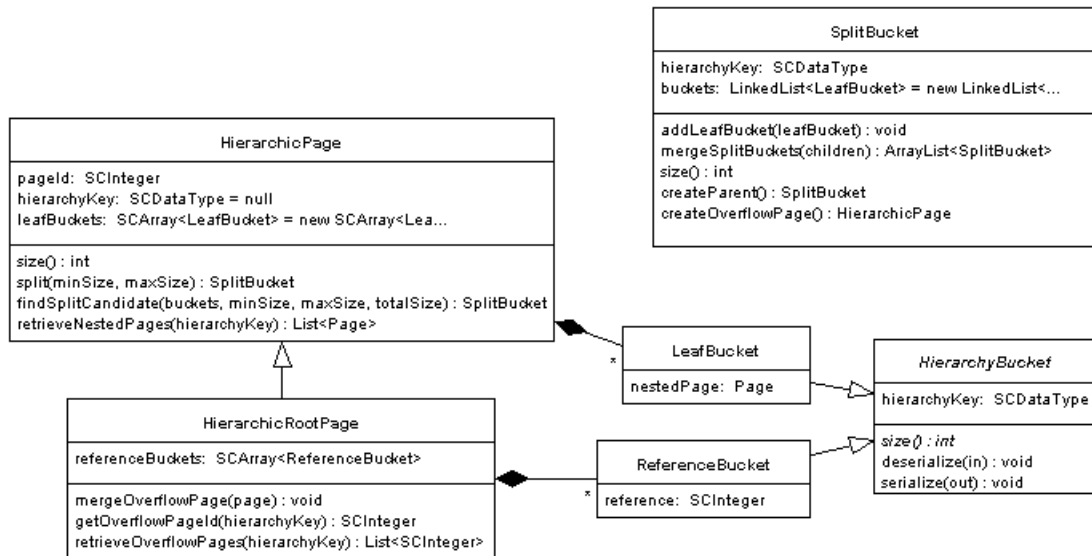 SplitBucket
hierarchyKey: SCDataType
buckets: LinkedList<LeafBucket> = new LinkedList<...
addLeafBucket(leafBucket) : void
mergeSplitBuckets(children) : ArrayList<SplitBucket>
size() : int
createParent() : SplitBucket
createOverflowPage() : HierarchicPage
HierarchicPage
pageId: SCInteger
hierarchyKey: SCDataType = null
leafBuckets: SCArray<LeafBucket> = new SCArray<Lea...
size() : int
split(minSize, maxSize) : SplitBucket
findSplitCandidate(buckets, minSize, maxSize, totalSize) : SplitBucket
retrieveNestedPages(hierarchyKey) : List<Page>
*
LeafBucket
nestedPage: Page
HierarchyBucket
hierarchyKey: SCDataType
size() : int
deserialize(in) : void
serialize(out) : void
HierarchicRootPage
referenceBuckets: SCArray<ReferenceBucket>
mergeOverflowPage(page) : void
getOverflowPageId(hierarchyKey) : SCInteger
retrieveOverflowPages(hierarchyKey) : List<SCInteger>
*
ReferenceBucket
reference: SCInteger